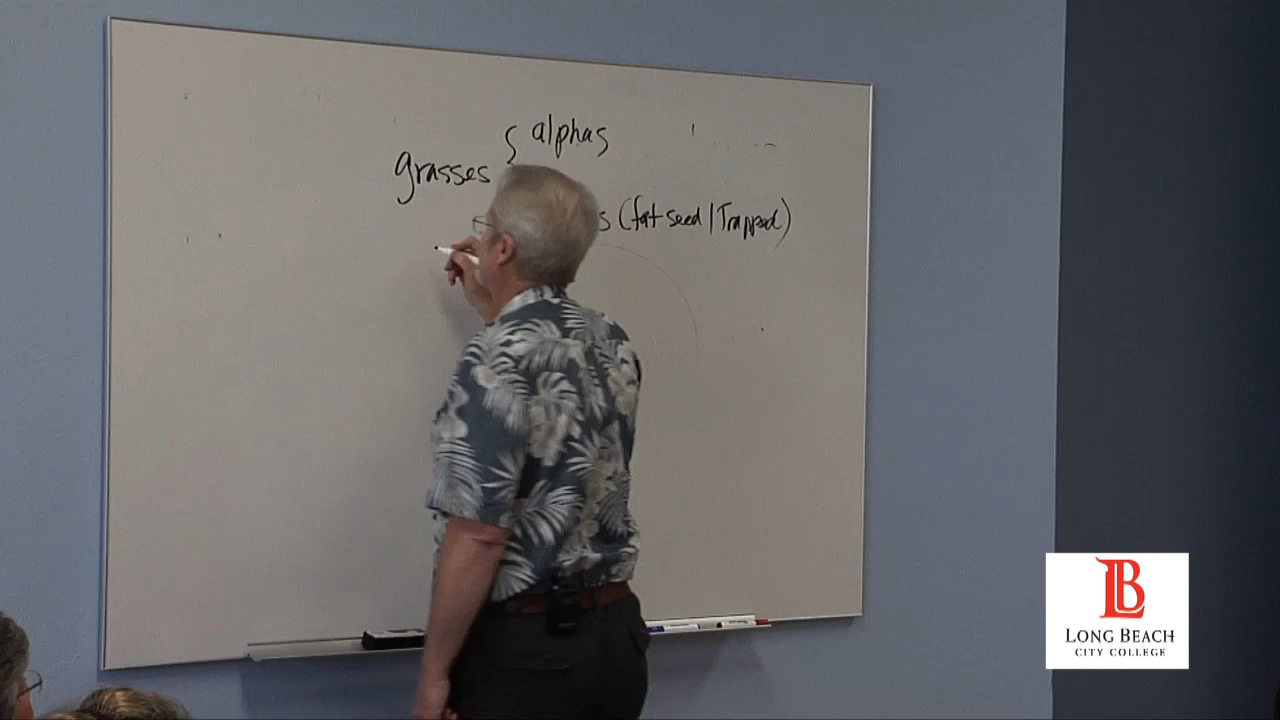 alphas
grasses {
s (fat seed / Trapped)
LB
LONG BEACH
CITY COLLEGE